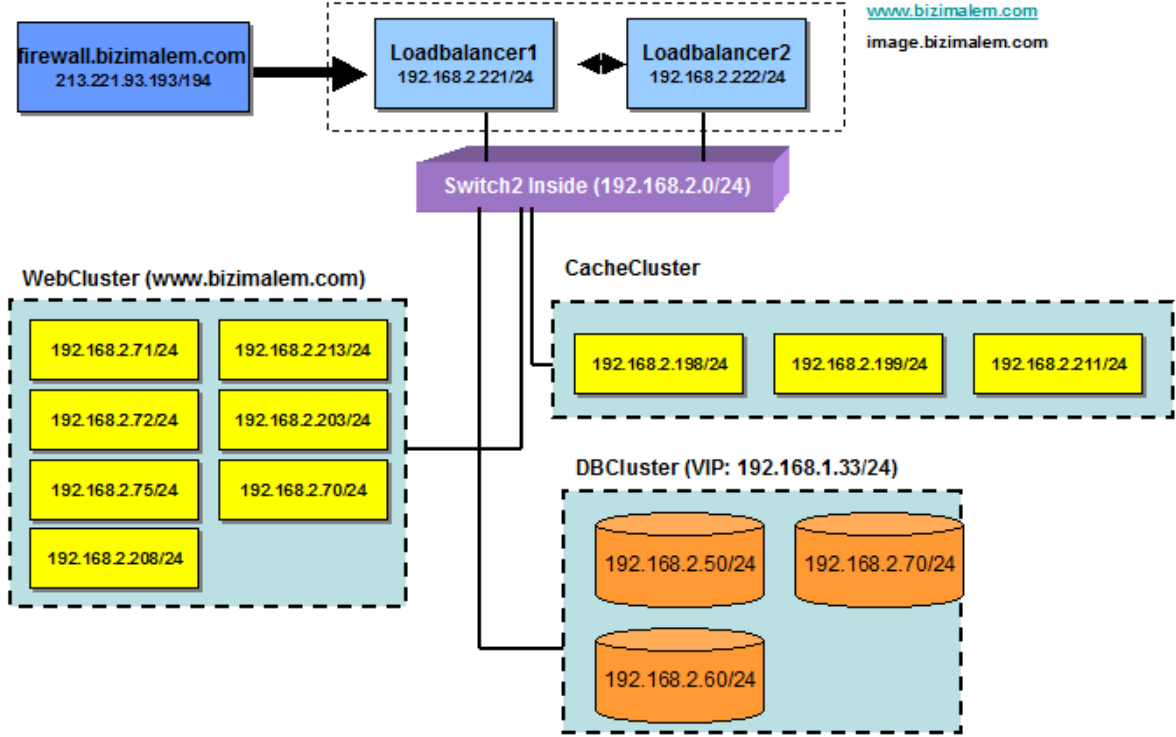 www.bizimalem.com
image.bizimalem.com
firewall.bizimalem.com
213.221.93.193/194
Loadbalancer1
192.168.2.221/24
Loadbalancer2
192.168.2.222/24
Switch2 Inside (192.168.2.0/24)
WebCluster (www.bizimalem.com)
192.168.2.71/24
192.168.2.213/24
192.168.2.72/24
192.168.2.203/24
192.168.2.75/24
192.168.2.70/24
192.168.2.208/24
CacheCluster
192.168.2.198/24
192.168.2.199/24
192.168.2.211/24
DBCluster (VIP: 192.168.1.33/24)
192.168.2.50/24
192.168.2.70/24
192.168.2.60/24